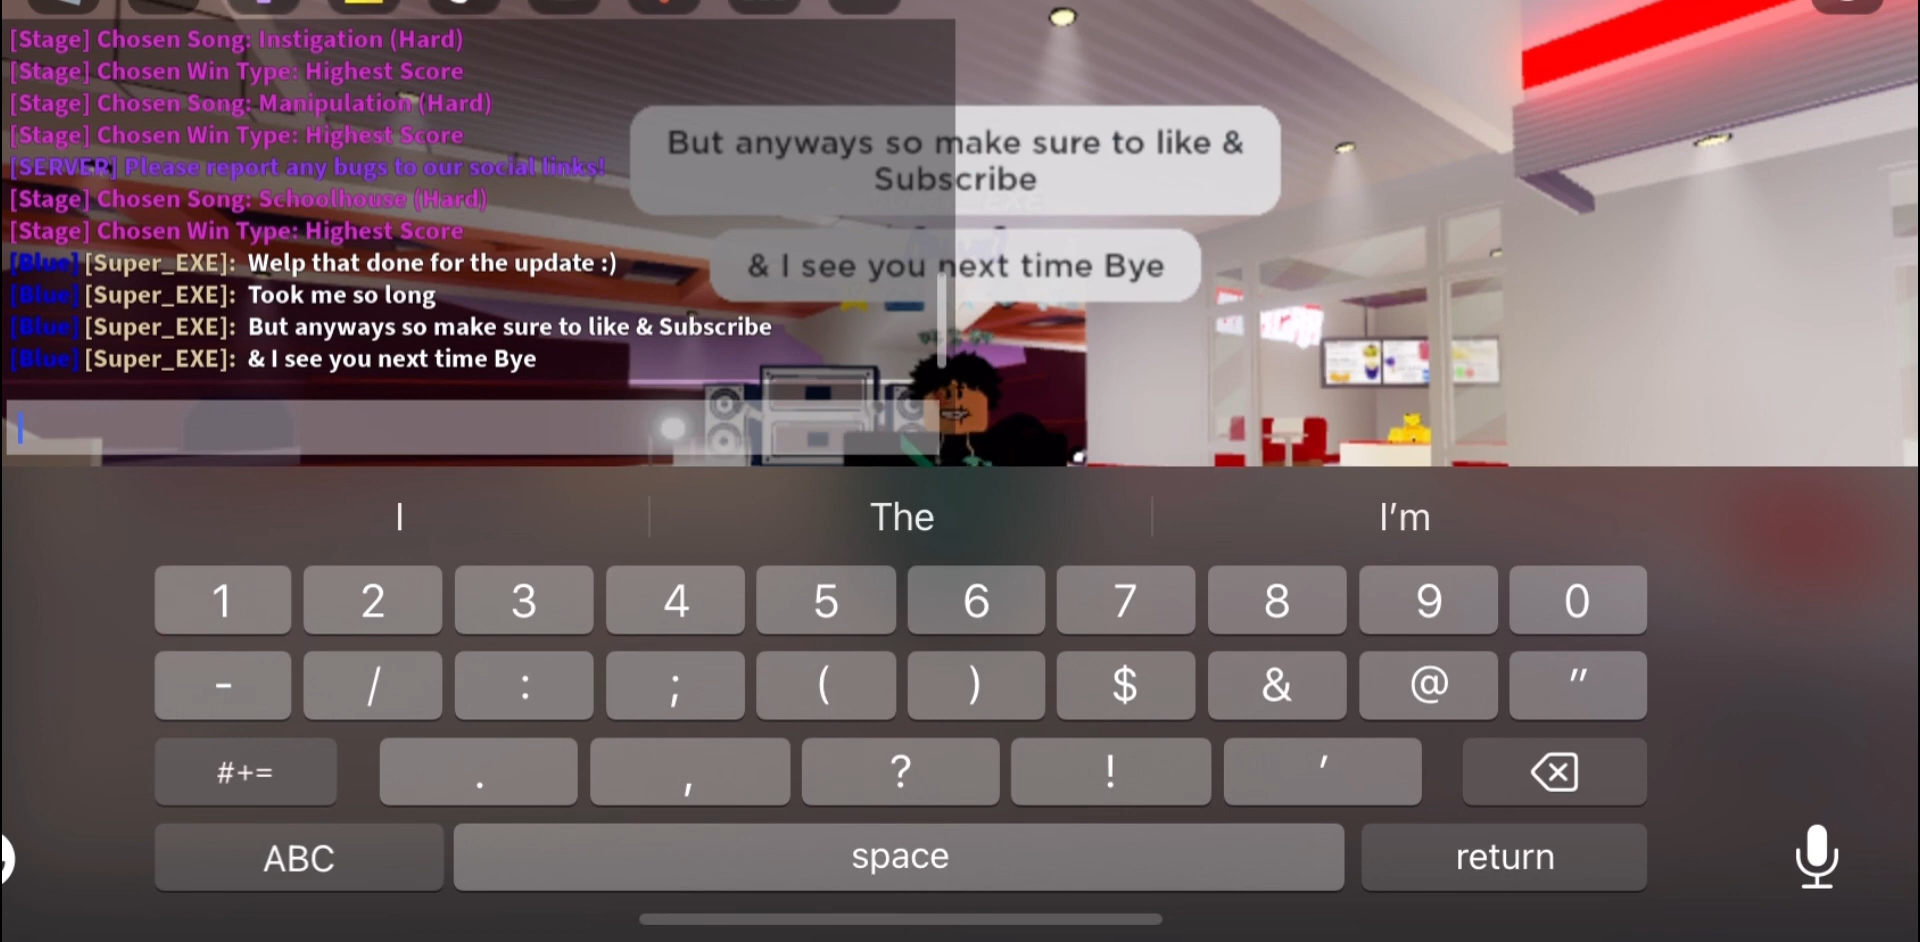 [Stage] Chosen Song: Instigation (Hard)
[Stage] Chosen Win Type: Highest Score
[Stage] Chosen Song: Manipulation (Hard)
[Stage] Chosen Win Type: Highest Score
[SERVER] Please report any bugs to our social links!
[Stage] Chosen Song: Schoolhouse (Hard)
[Stage] Chosen Win Type: Highest Score
[Blue] [Super_EXE]: Welp that done for the update :)
[Blue] [Super_EXE]: Took me so long
[Blue] [Super_EXE]: But anyways so make sure to like & Subscribe
[Blue] [Super_EXE]: & I see you next time Bye
But anyways so make sure to like &
Subscribe
& I see you next time Bye
I The I’m
1 2 3 4 5 6 7 8 9 0
- / : ; ( ) $ & @ "
#+= . , ? ! '
ABC space return